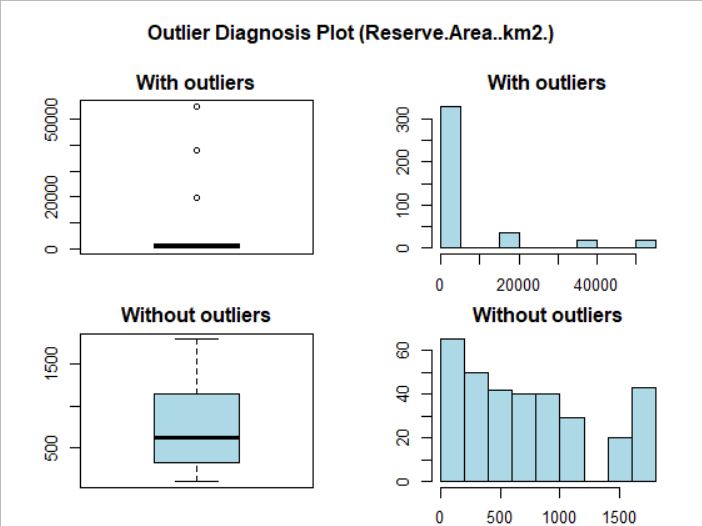 Outlier Diagnosis Plot (Reserve.Area..km2.)
With outliers
50000
20000
0
With outliers
300
200
100
0
0 20000 40000
Without outliers
1500
500
Without outliers
60
40
20
0
0 500 1000 1500